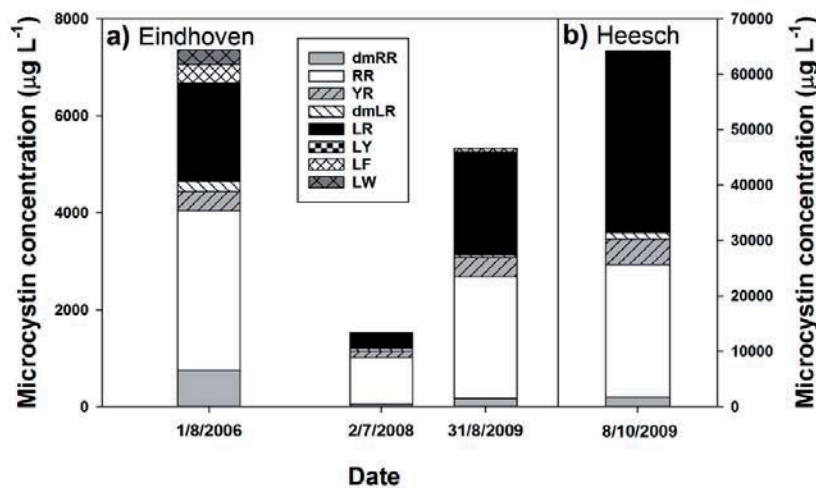 a) Eindhoven
b) Heesch
Microcystin concentration (µg L⁻¹)
8000
6000
4000
2000
0
dmRR
RR
YR
dmLR
LR
LY
LF
LW
70000
60000
50000
40000
30000
20000
10000
0
Microcystin concentration (µg L⁻¹)
1/8/2006
2/7/2008
31/8/2009
8/10/2009
Date